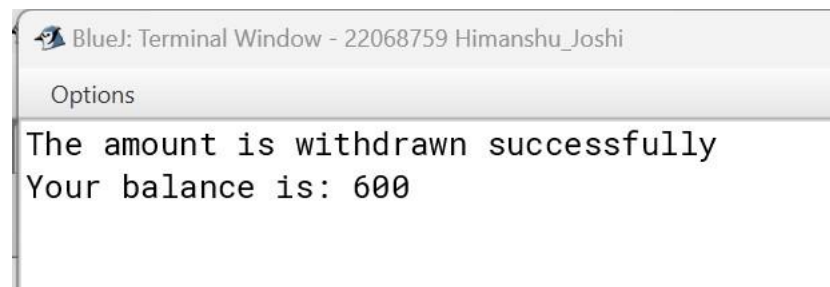 BlueJ: Terminal Window - 22068759 Himanshu_Joshi
Options
The amount is withdrawn successfully
Your balance is: 600